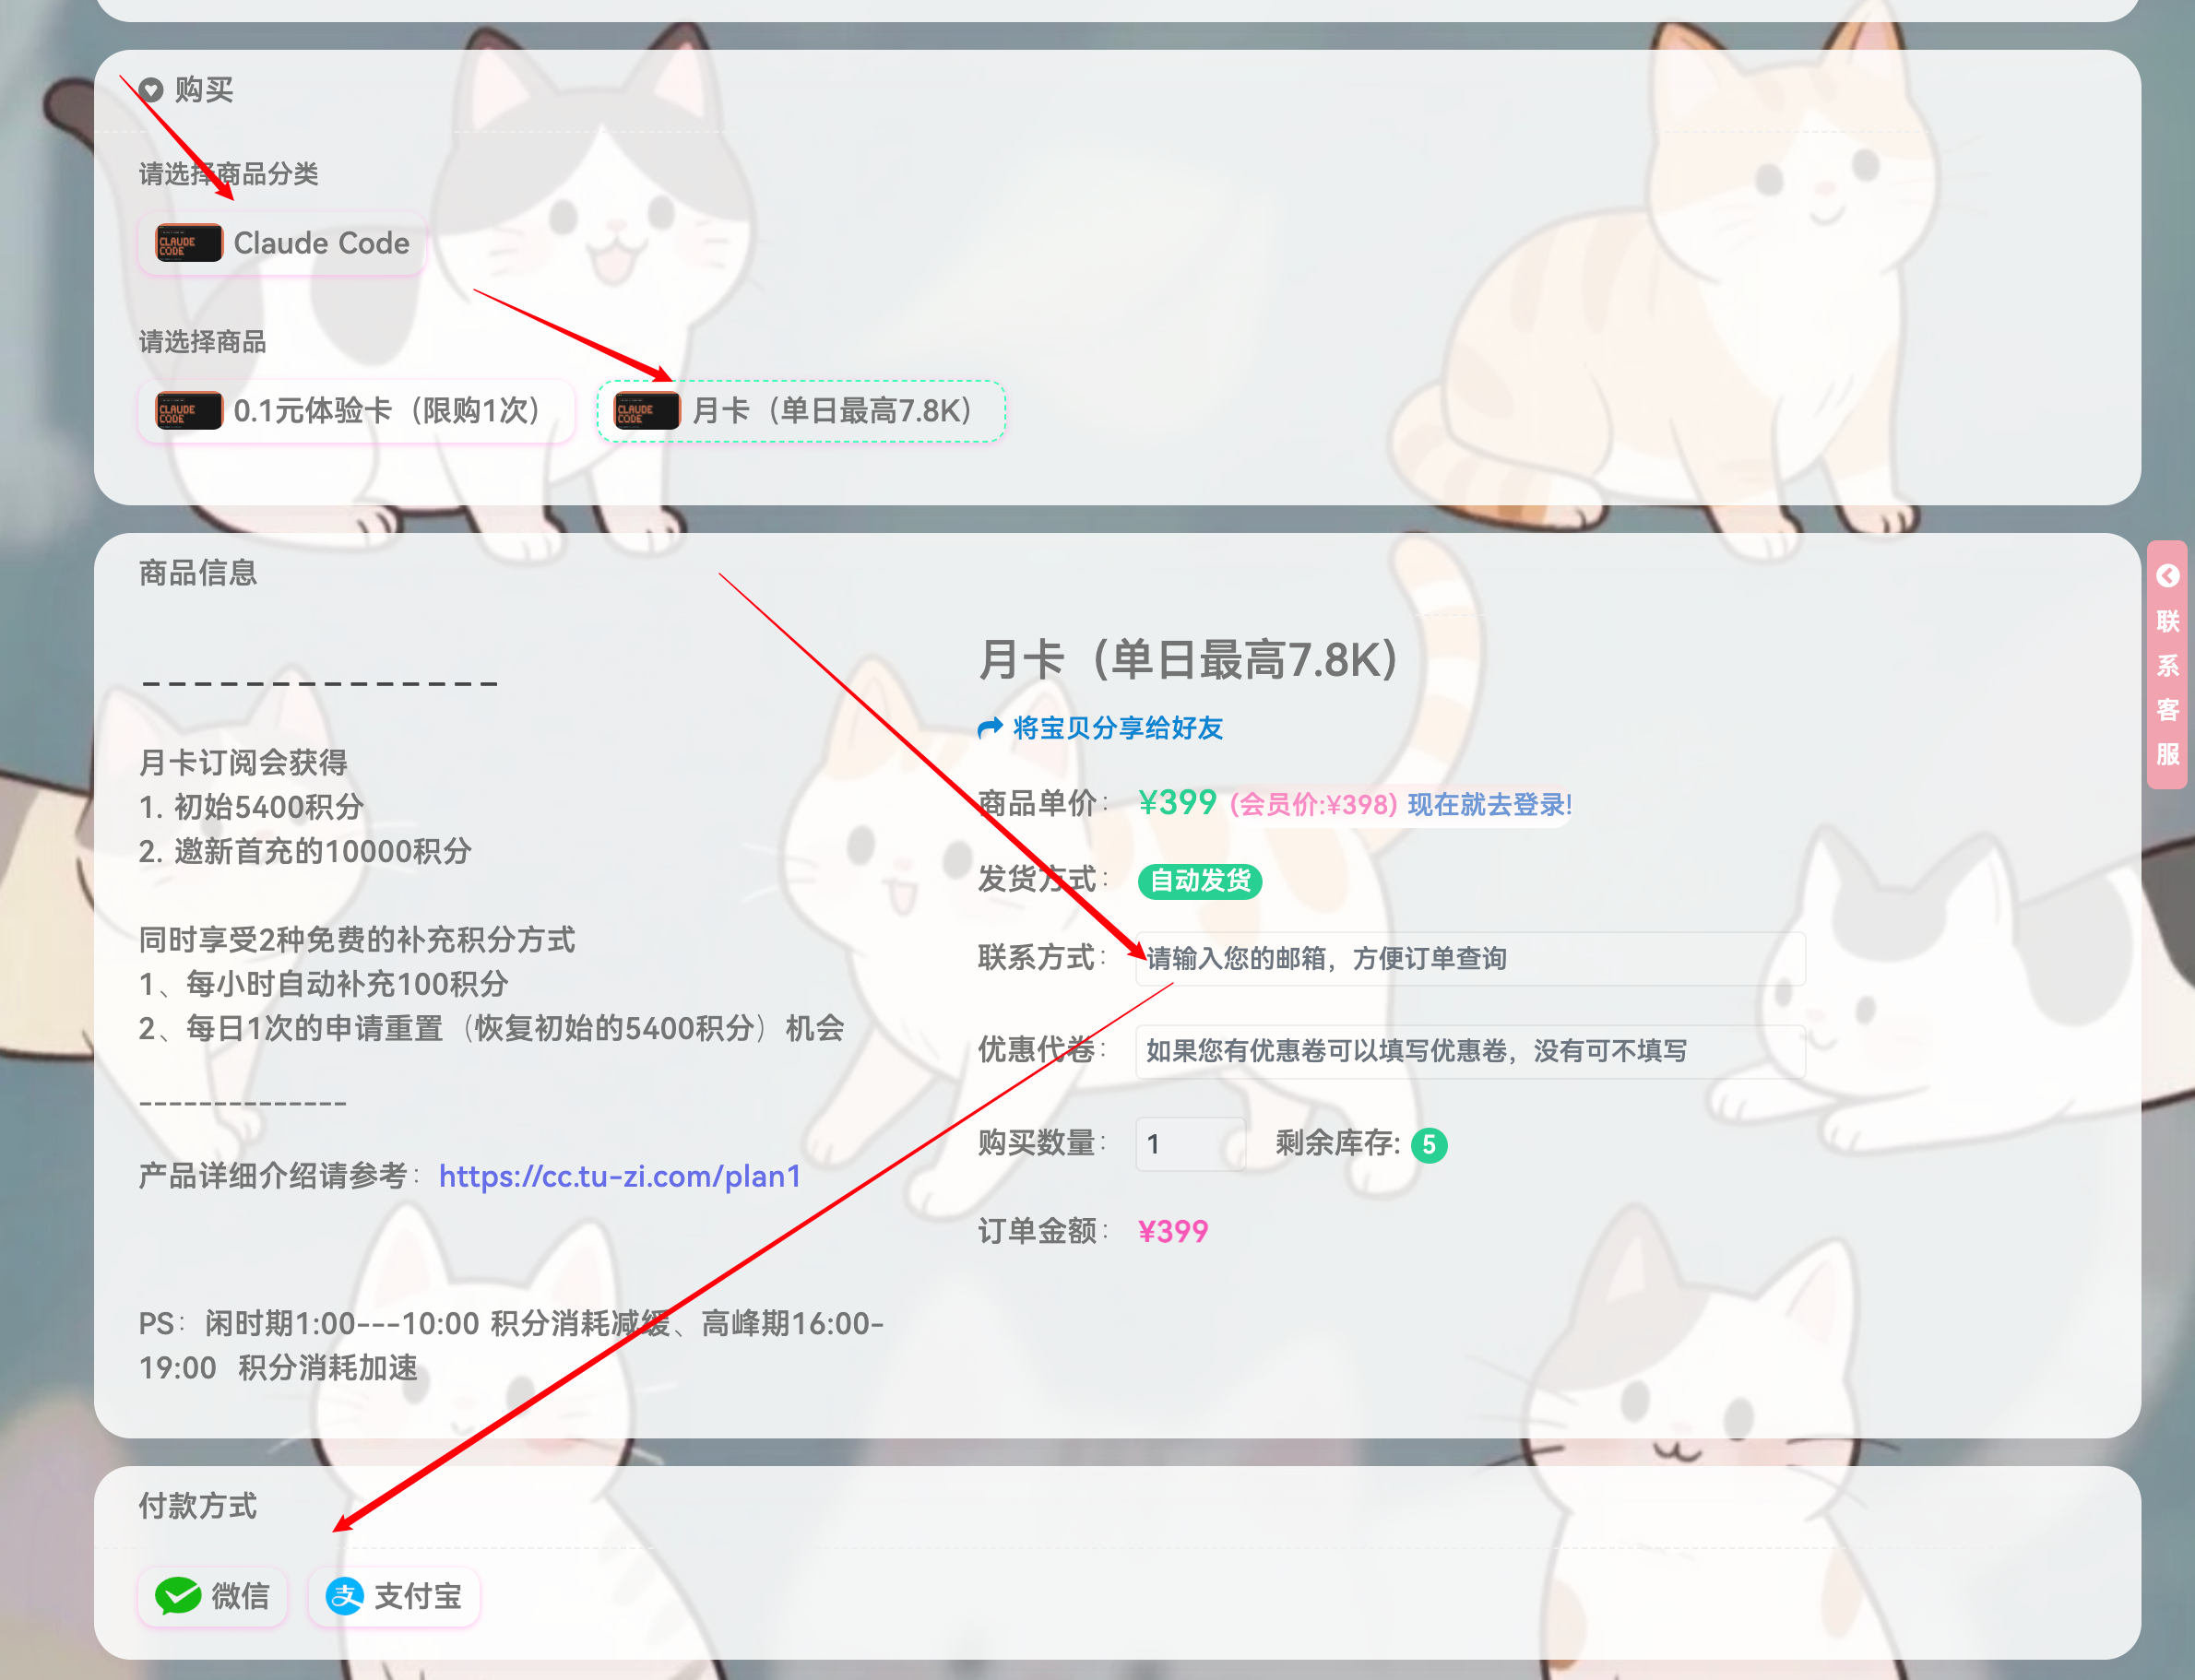 购买
请选择商品分类
CLAUDE CODE Claude Code
请选择商品
CLAUDE CODE 0.1元体验卡（限购1次）
CLAUDE CODE 月卡（单日最高7.8K）
商品信息
--------------
月卡订阅会获得
1. 初始5400积分
2. 邀新首充的10000积分
同时享受2种免费的补充积分方式
1、每小时自动补充100积分
2、每日1次的申请重置（恢复初始的5400积分）机会
--------------
产品详细介绍请参考：https://cc.tu-zi.com/plan1
PS：闲时期1:00---10:00 积分消耗减缓、高峰期16:00-
19:00 积分消耗加速
月卡（单日最高7.8K）
将宝贝分享给好友
商品单价： ¥399 (会员价:¥398) 现在就去登录!
发货方式： 自动发货
联系方式： 请输入您的邮箱，方便订单查询
优惠代卷： 如果您有优惠卷可以填写优惠卷，没有可不填写
购买数量： 1 剩余库存: 5
订单金额： ¥399
付款方式
微信
支付宝
联系客服